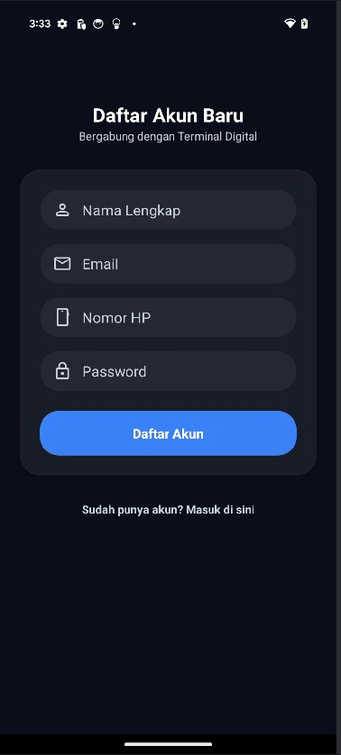 3:33
Daftar Akun Baru
Bergabung dengan Terminal Digital
Nama Lengkap
Email
Nomor HP
Password
Daftar Akun
Sudah punya akun? Masuk di sini